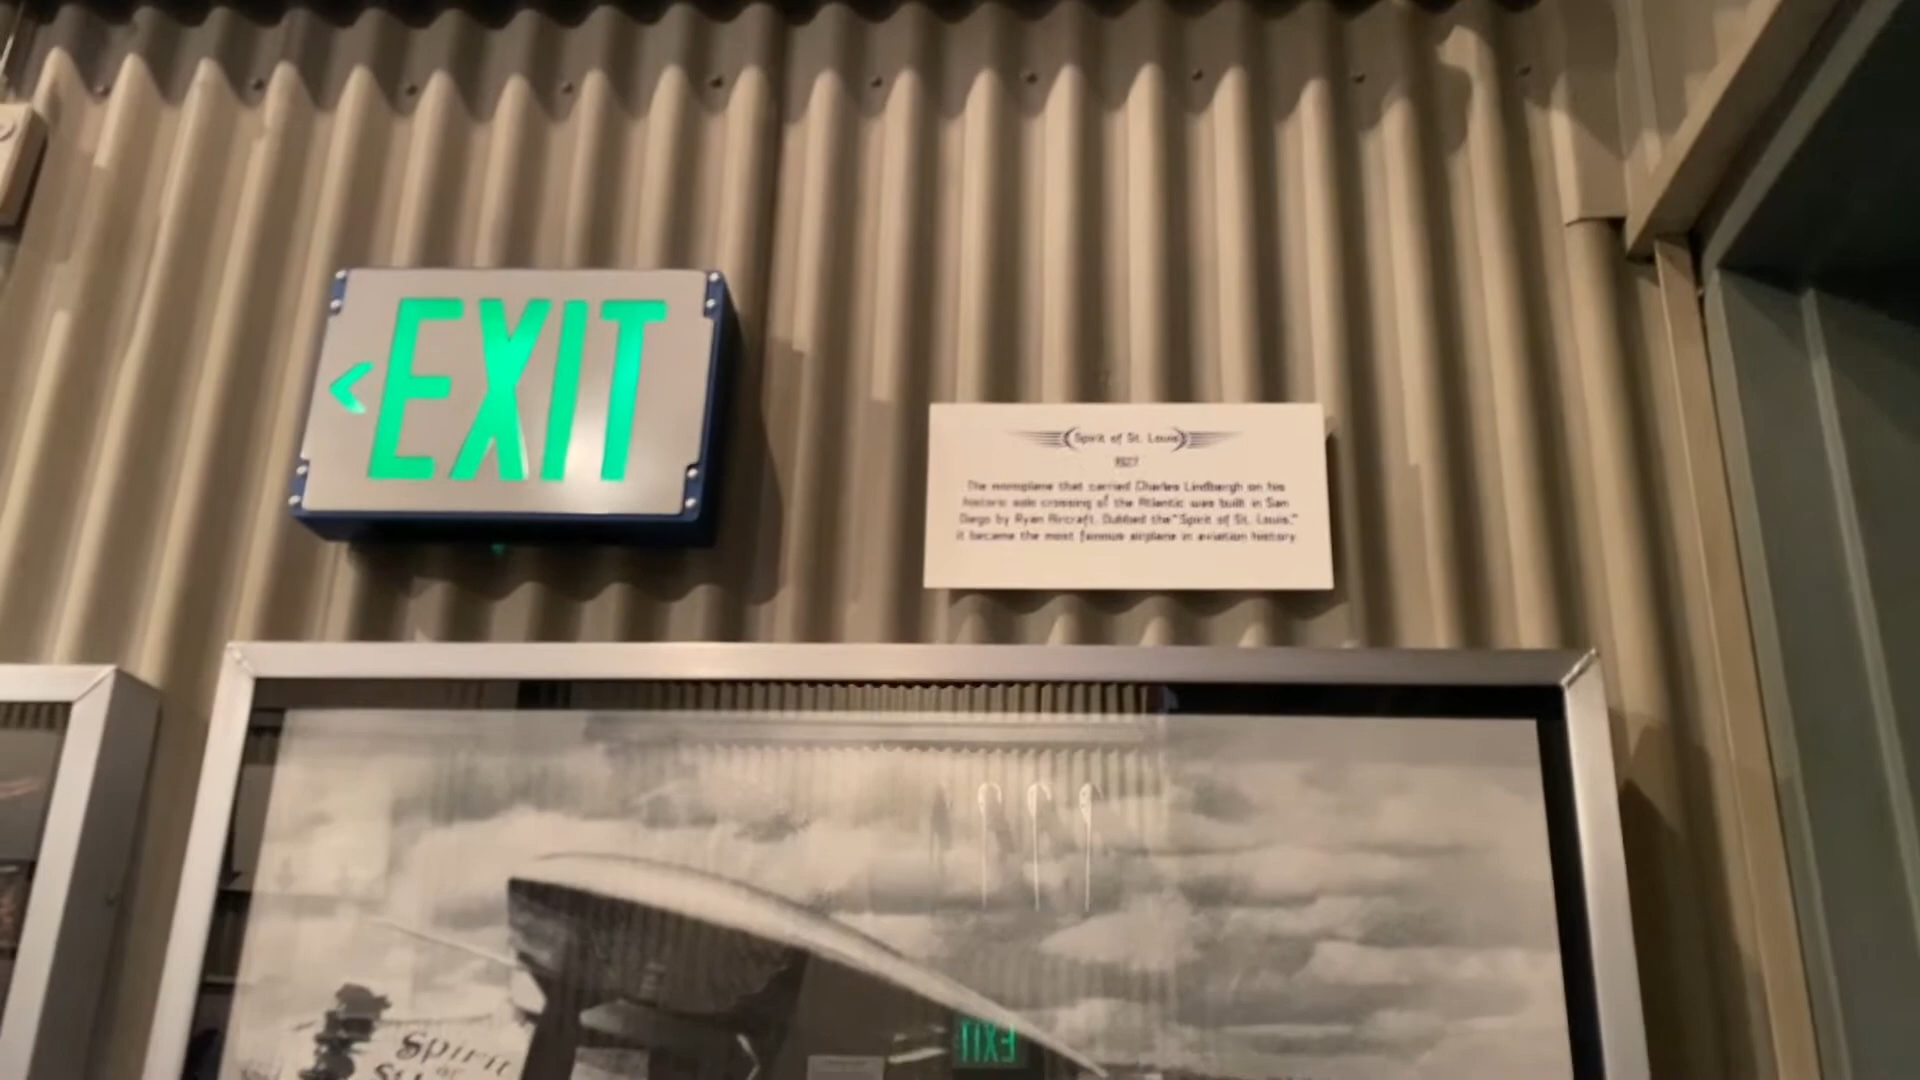 <EXIT
Spirit of St. Louis
1927
The monoplane that carried Charles Lindbergh on his
historic solo crossing of the Atlantic was built in San
Diego by Ryan Aircraft. Dubbed the "Spirit of St. Louis,"
it became the most famous airplane in aviation history
Spirit
of
EXIT